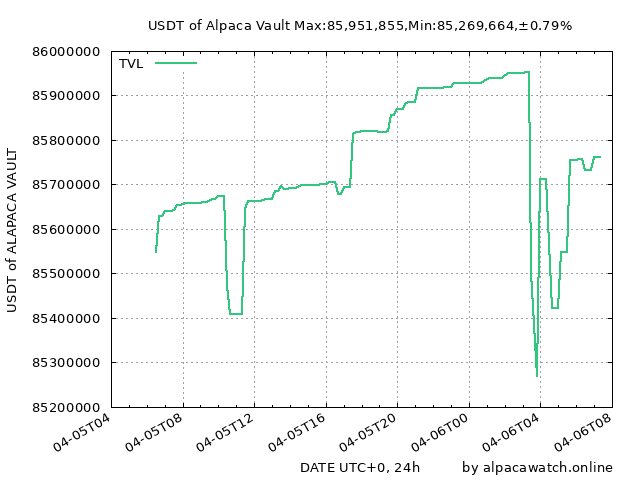 USDT of Alpaca Vault Max:85,951,855,Min:85,269,664,±0.79%
86000000
TVL
85900000
85800000
85700000
85600000
85500000
85400000
85300000
85200000
USDT of ALAPACA VAULT
04-05T04
04-05T08
04-05T12
04-05T16
04-05T20
04-06T00
04-06T04
04-06T08
DATE UTC+0, 24h
by alpacawatch.online